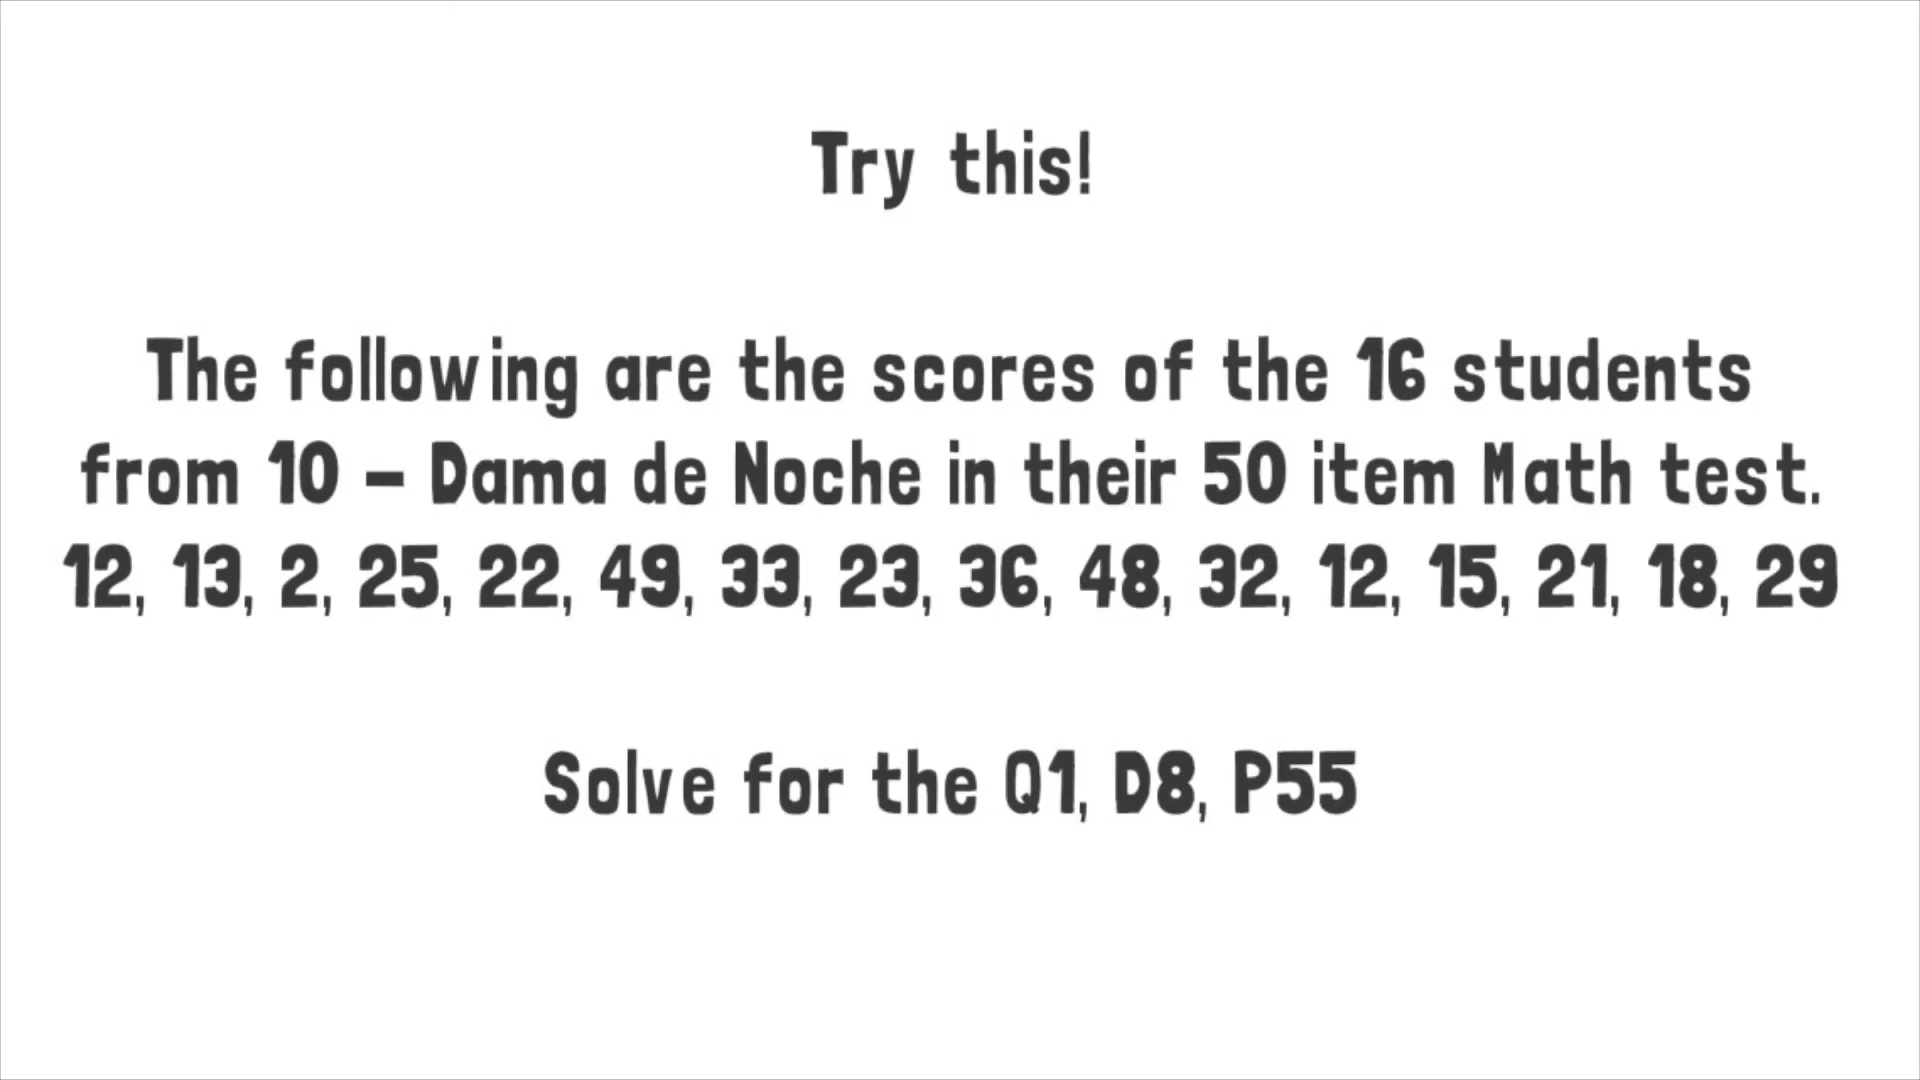 Try this!
The following are the scores of the 16 students
from 10 – Dama de Noche in their 50 item Math test.
12, 13, 2, 25, 22, 49, 33, 23, 36, 48, 32, 12, 15, 21, 18, 29
Solve for the Q1, D8, P55